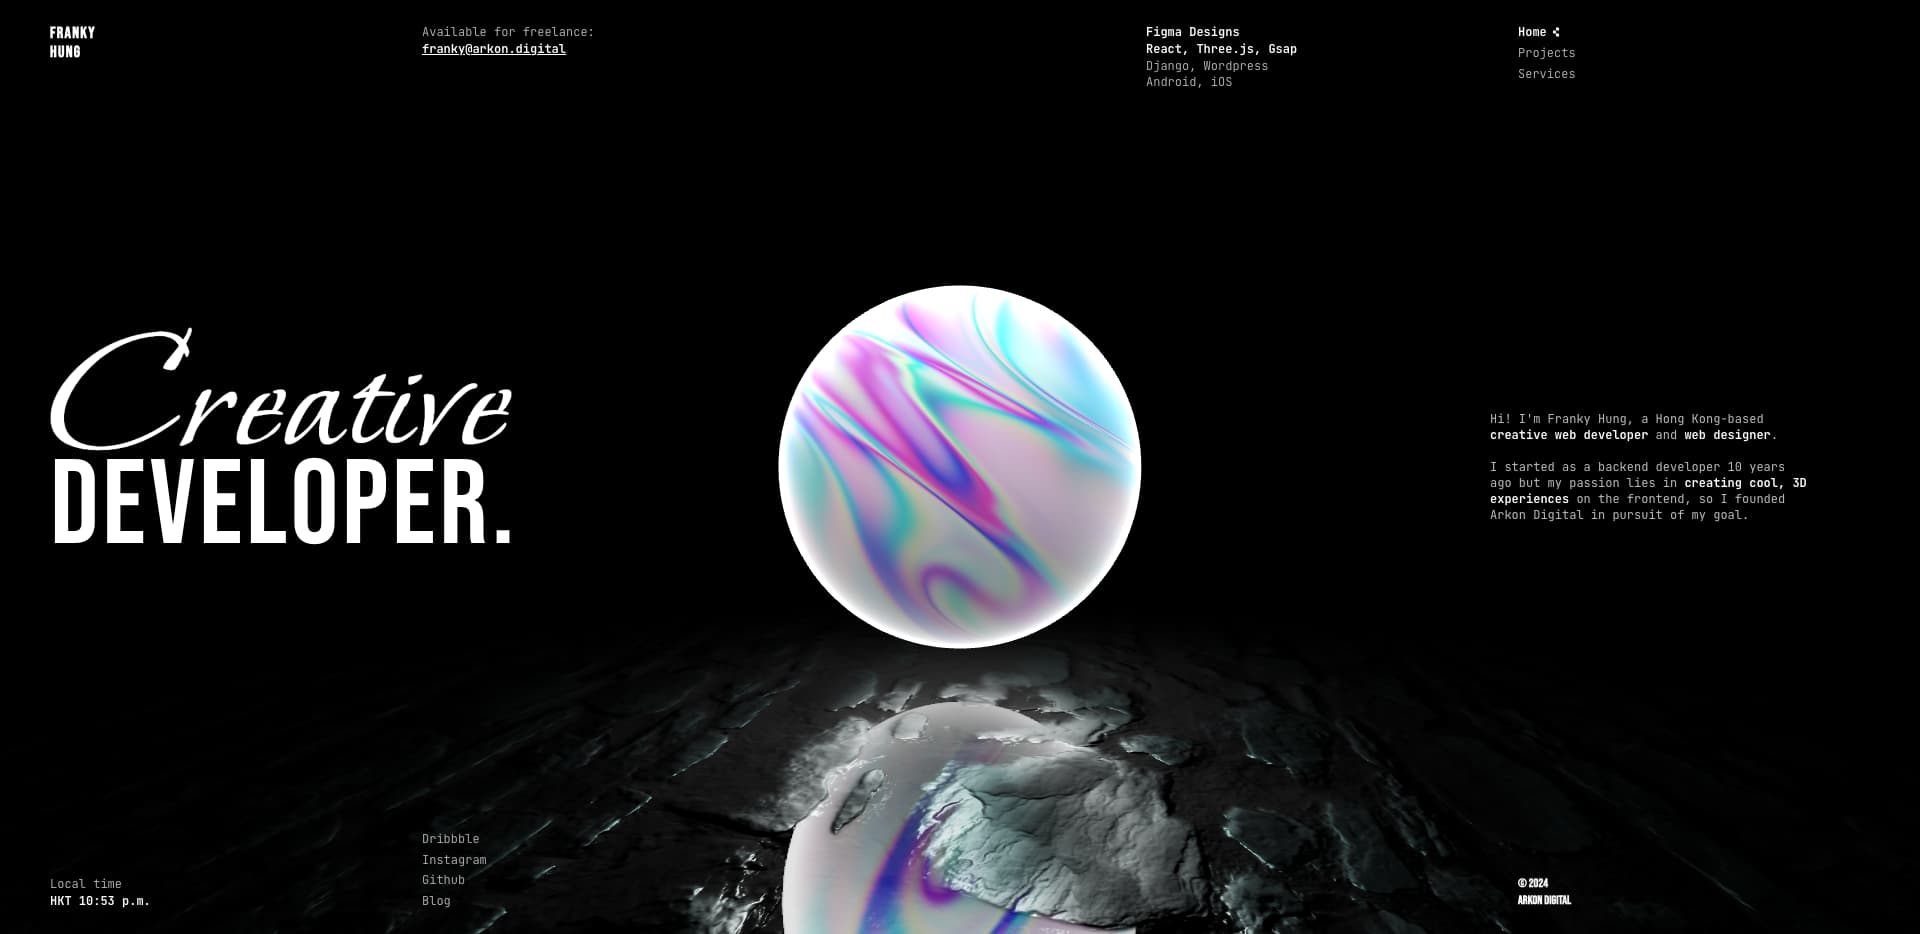 FRANKY
HUNG
Available for freelance:
franky@arkon.digital
Figma Designs
React, Three.js, Gsap
Django, Wordpress
Android, iOS
Home
Projects
Services
Creative
DEVELOPER.
Hi! I'm Franky Hung, a Hong Kong-based
creative web developer and web designer.
I started as a backend developer 10 years
ago but my passion lies in creating cool, 3D
experiences on the frontend, so I founded
Arkon Digital in pursuit of my goal.
Dribbble
Instagram
Github
Blog
Local time
HKT 10:53 p.m.
© 2024
ARKON DIGITAL